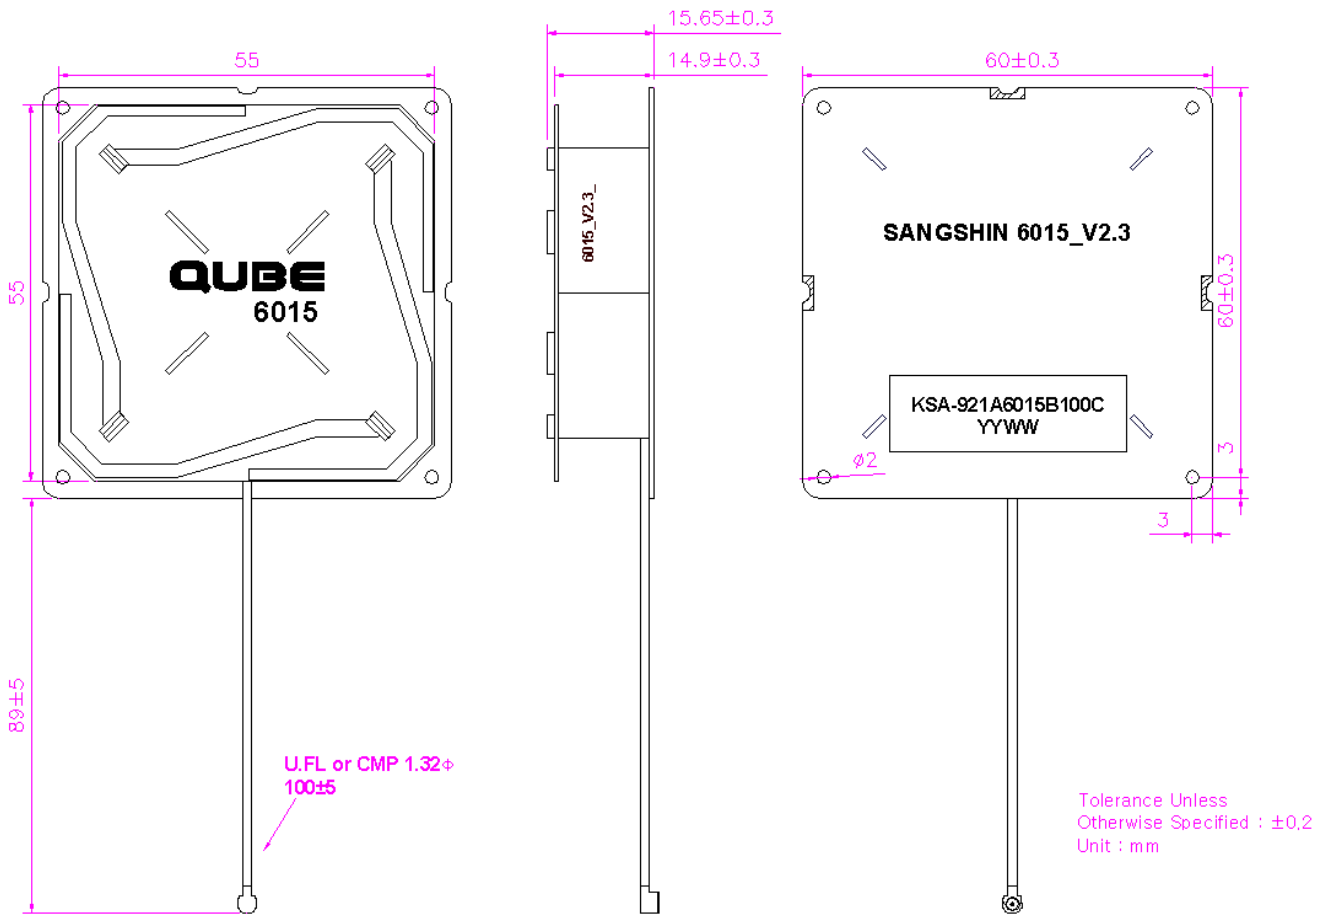 55
55
QUBE
6015
89±5
U.FL or CMP 1.32Φ
100±5
15.65±0.3
14.9±0.3
6015_V2.3_
60±0.3
SANGSHIN 6015_V2.3
60±0.3
KSA-921A6015B100C
YYWW
ø2
3
3
Tolerance Unless
Otherwise Specified : ±0.2
Unit : mm